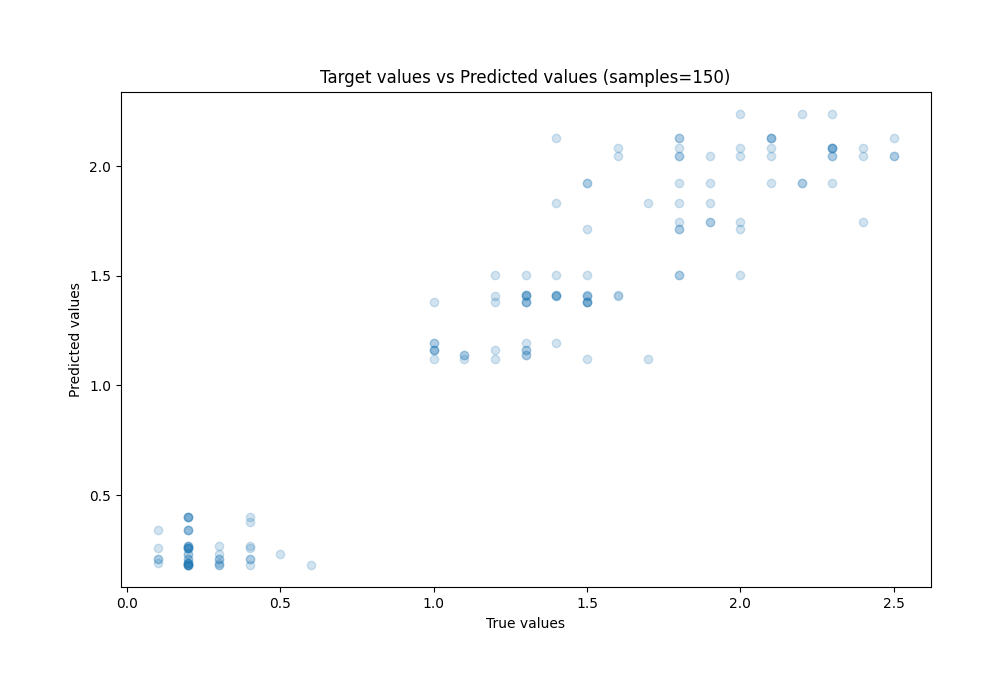 Target values vs Predicted values (samples=150)
Predicted values
2.0
1.5
1.0
0.5
0.0 0.5 1.0 1.5 2.0 2.5
True values